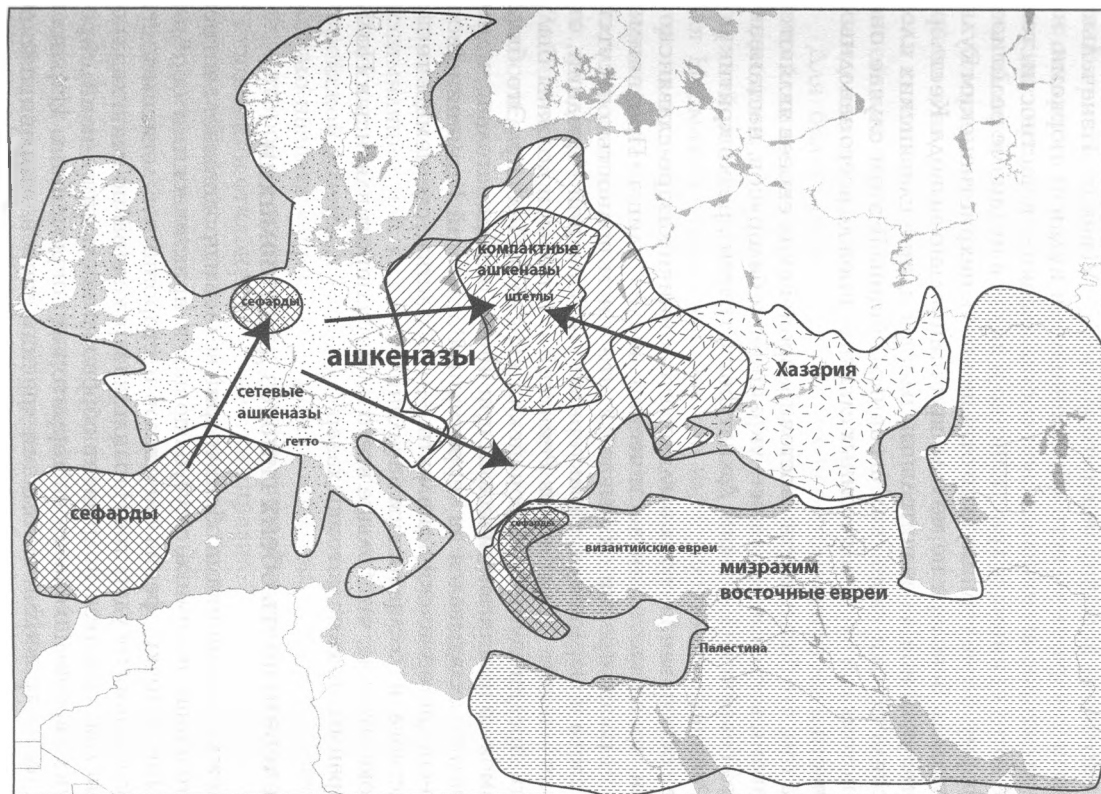 компактные
ашкеназы
штетлы
сефарды
ашкеназы
Хазария
сетевые
ашкеназы
гетто
сефарды
сефарды
византийские евреи
мизрахим
восточные евреи
Палестина